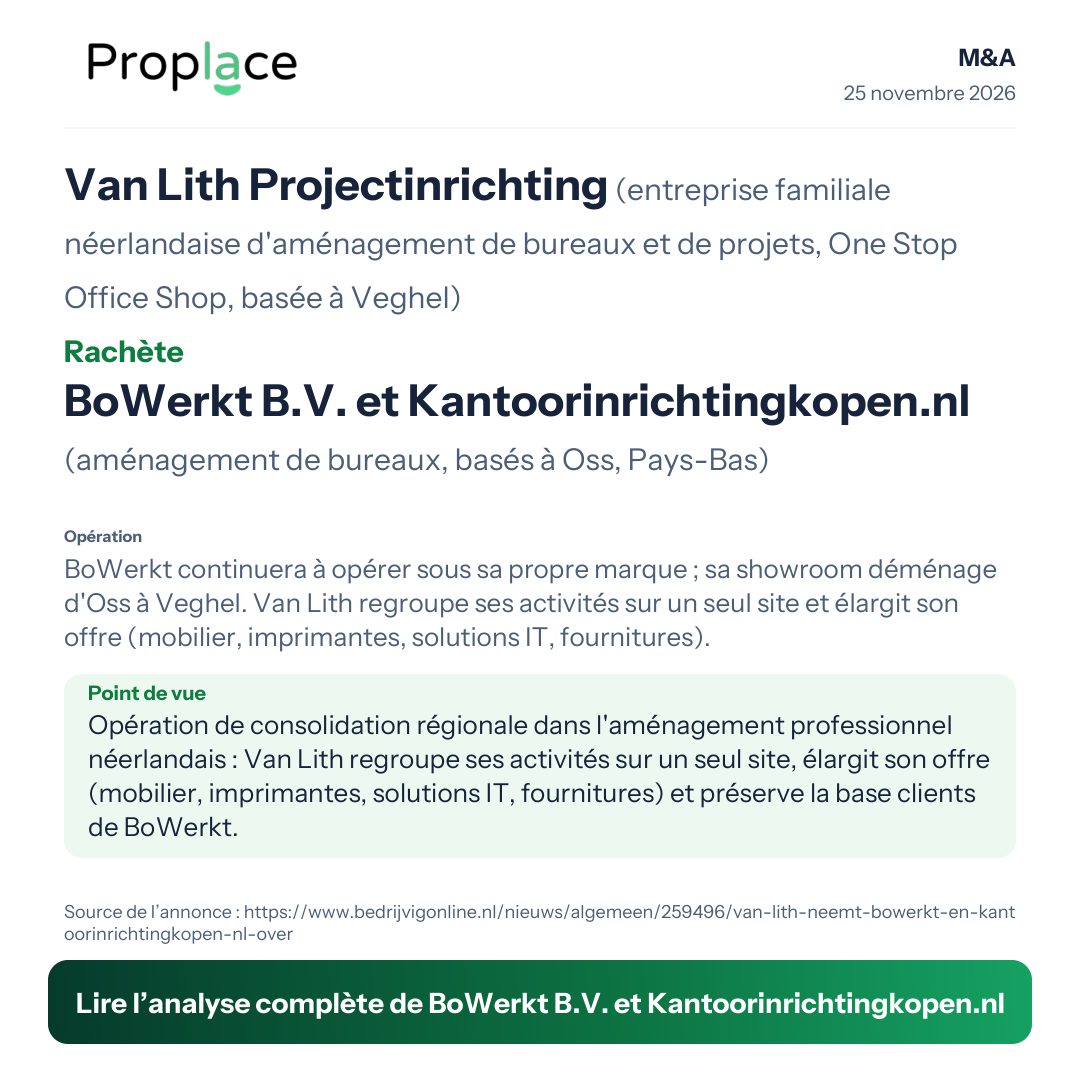 Proplace
M&A
25 novembre 2026
Van Lith Projectinrichting (entreprise familiale
néerlandaise d'aménagement de bureaux et de projets, One Stop
Office Shop, basée à Veghel)
Rachète
BoWerkt B.V. et Kantoorinrichtingkopen.nl
(aménagement de bureaux, basés à Oss, Pays-Bas)
Opération
BoWerkt continuera à opérer sous sa propre marque ; sa showroom déménage
d'Oss à Veghel. Van Lith regroupe ses activités sur un seul site et élargit son
offre (mobilier, imprimantes, solutions IT, fournitures).
Point de vue
Opération de consolidation régionale dans l'aménagement professionnel
néerlandais : Van Lith regroupe ses activités sur un seul site, élargit son offre
(mobilier, imprimantes, solutions IT, fournitures) et préserve la base clients
de BoWerkt.
Source de l’annonce : https://www.bedrijvigonline.nl/nieuws/algemeen/259496/van-lith-neemt-bowerkt-en-kant
oorinrichtingkopen-nl-over
Lire l’analyse complète de BoWerkt B.V. et Kantoorinrichtingkopen.nl